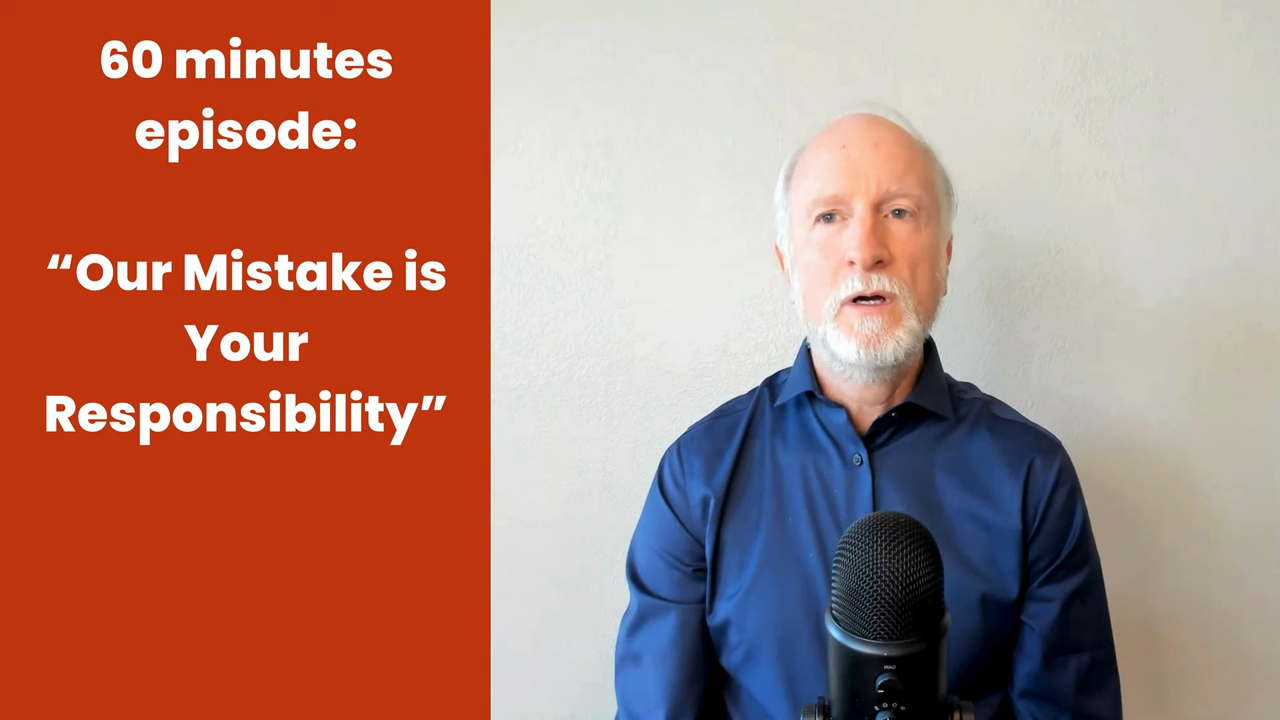 60 minutes
episode:
“Our Mistake is
Your
Responsibility”